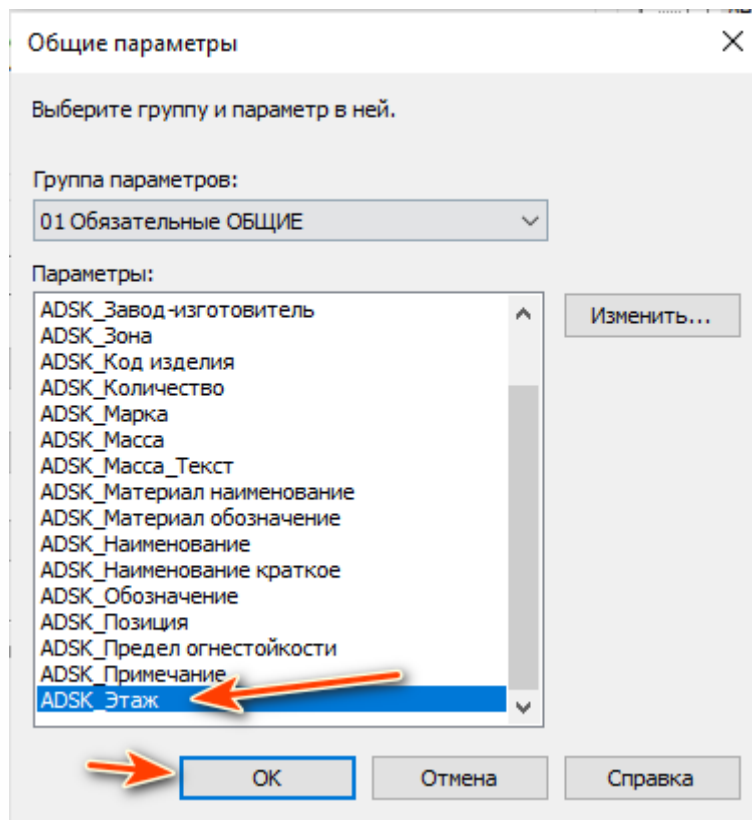 Общие параметры
Выберите группу и параметр в ней.
Группа параметров:
01 Обязательные ОБЩИЕ
Параметры:
ADSK_Завод-изготовитель
ADSK_Зона
ADSK_Код изделия
ADSK_Количество
ADSK_Марка
ADSK_Масса
ADSK_Масса_Текст
ADSK_Материал наименование
ADSK_Материал обозначение
ADSK_Наименование
ADSK_Наименование краткое
ADSK_Обозначение
ADSK_Позиция
ADSK_Предел огнестойкости
ADSK_Примечание
ADSK_Этаж
Изменить...
ОК
Отмена
Справка